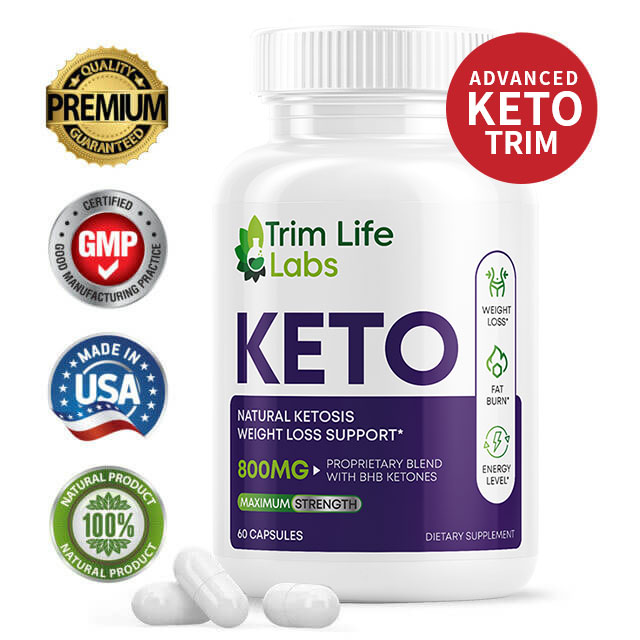 QUALITY
PREMIUM
GUARANTEED
CERTIFIED
GMP
GOOD MANUFACTURING PRACTICE
MADE IN
USA
NATURAL PRODUCT
100%
NATURAL PRODUCT
ADVANCED
KETO
TRIM
Trim Life
Labs
KETO
NATURAL KETOSIS
WEIGHT LOSS SUPPORT*
800MG
PROPRIETARY BLEND
WITH BHB KETONES
MAXIMUM STRENGTH
60 CAPSULES
WEIGHT
LOSS*
FAT
BURN*
ENERGY
LEVEL*
DIETARY SUPPLEMENT